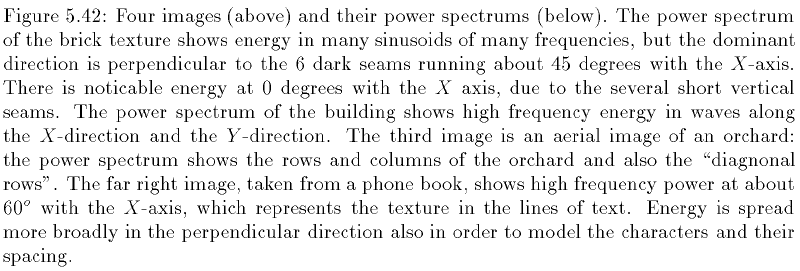 Figure 5.42: Four images (above) and their power spectrums (below). The power spectrum
of the brick texture shows energy in many sinusoids of many frequencies, but the dominant
direction is perpendicular to the 6 dark seams running about 45 degrees with the X-axis.
There is noticable energy at 0 degrees with the X axis, due to the several short vertical
seams. The power spectrum of the building shows high frequency energy in waves along
the X-direction and the Y-direction. The third image is an aerial image of an orchard:
the power spectrum shows the rows and columns of the orchard and also the “diagnonal
rows”. The far right image, taken from a phone book, shows high frequency power at about
60° with the X-axis, which represents the texture in the lines of text. Energy is spread
more broadly in the perpendicular direction also in order to model the characters and their
spacing.